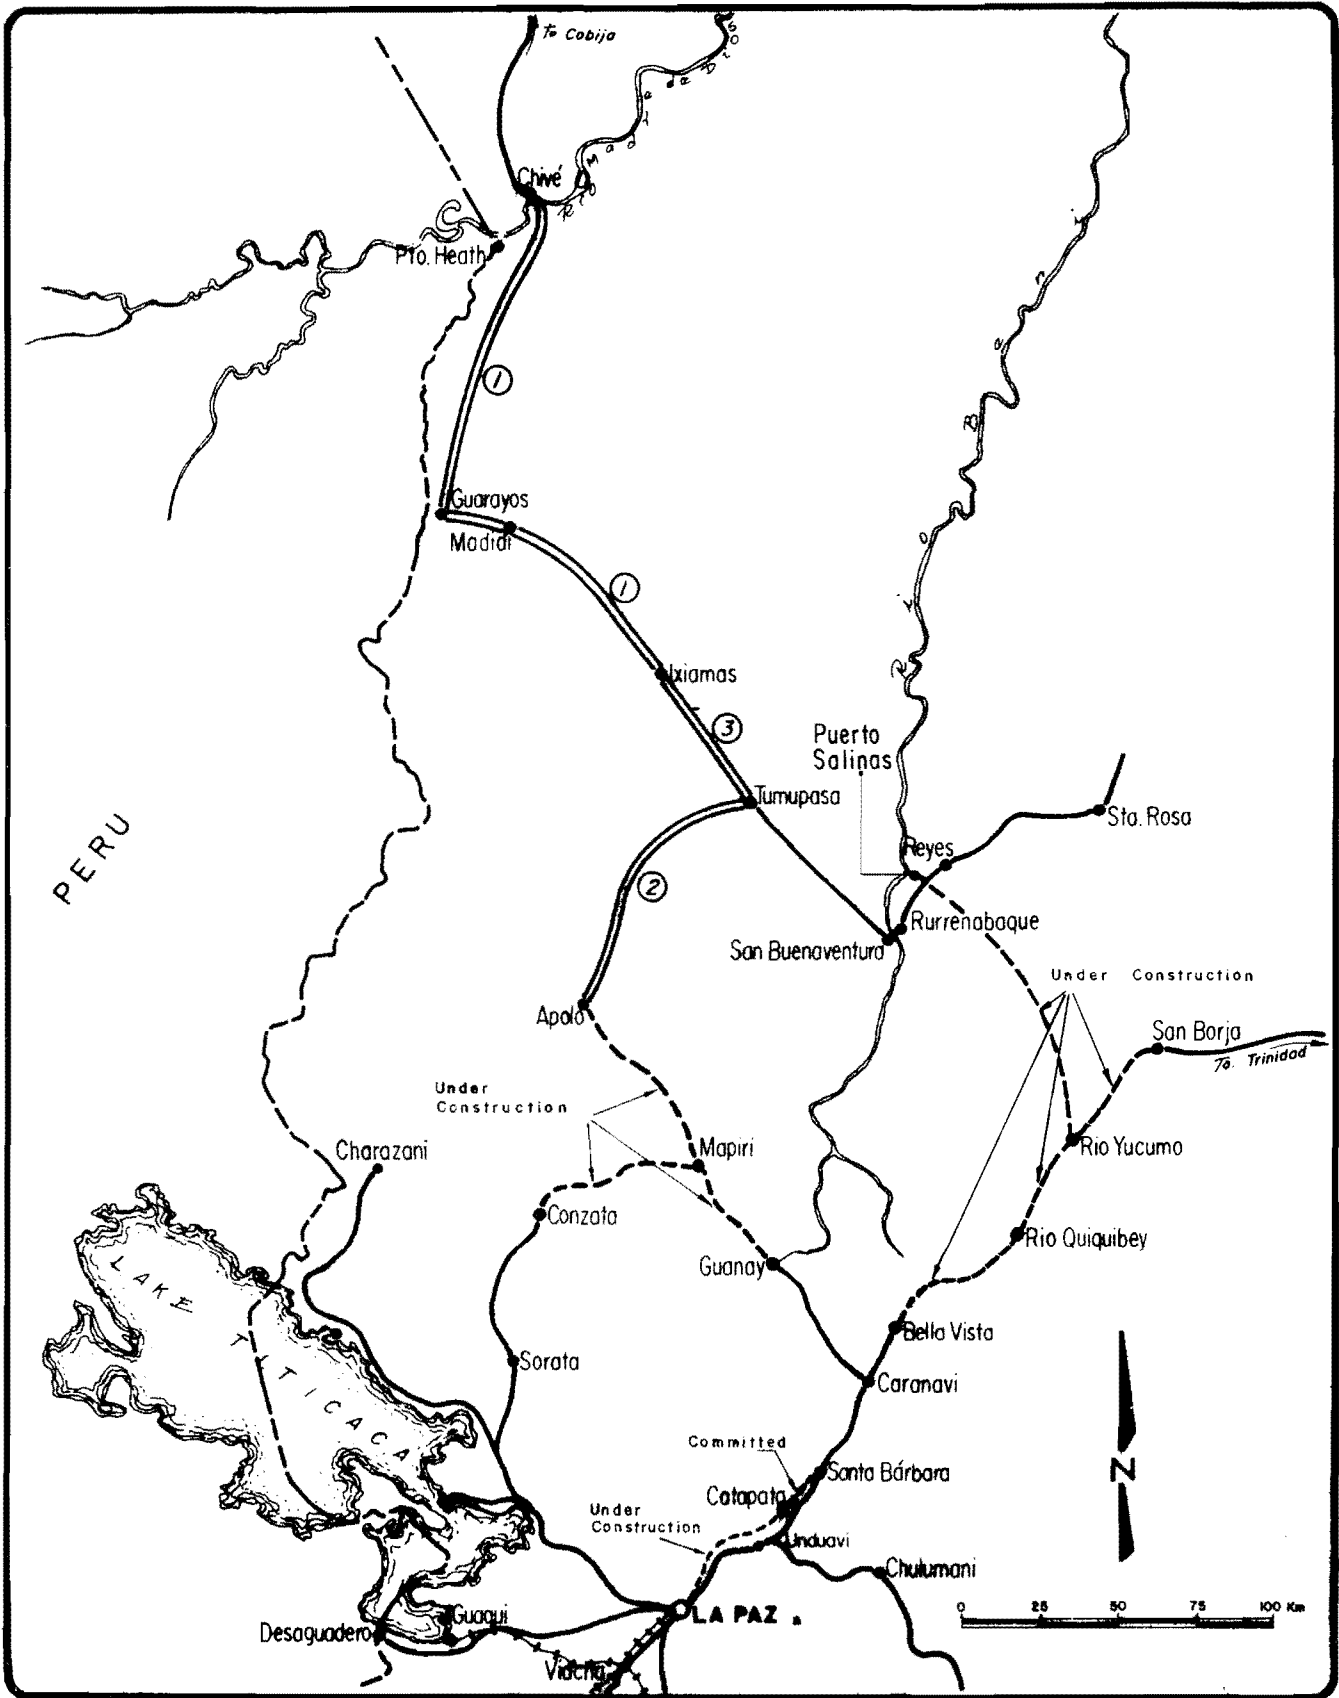 To Cobija
Río Madre de Dios
Chivé
Pto. Heath
1
Guarayos
Madidi
1
Río Beni
Ixiamas
3
Puerto
Salinas
Tumupasa
Sta. Rosa
Reyes
2
PERU
Rurrenabaque
San Buenaventura
Under Construction
Apolo
San Borja
To. Trinidad
Under
Construction
Charazani
Mapiri
Rio Yucumo
Conzata
Rio Quiquibey
Guanay
LAKE TITICACA
Bella Vista
Sorata
Caranavi
Committed
Santa Bárbara
N
Catapata
Under
Construction
Unduavi
Chulumani
0 25 50 75 100 Km
LA PAZ
Guaqui
Desaguadero
Viacha